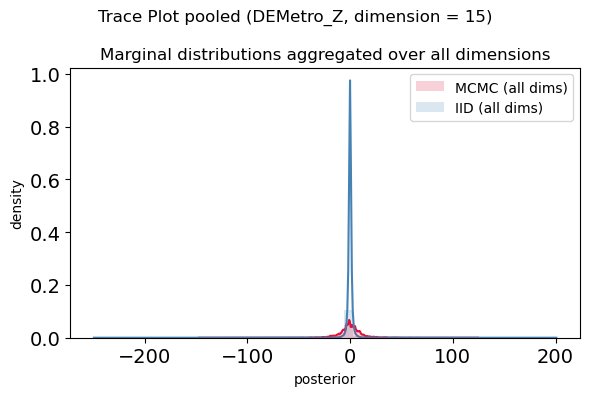 Trace Plot pooled (DEMetro_Z, dimension = 15)
Marginal distributions aggregated over all dimensions
MCMC (all dims)
IID (all dims)
density
1.0
0.8
0.6
0.4
0.2
0.0
−200
−100
0
100
200
posterior